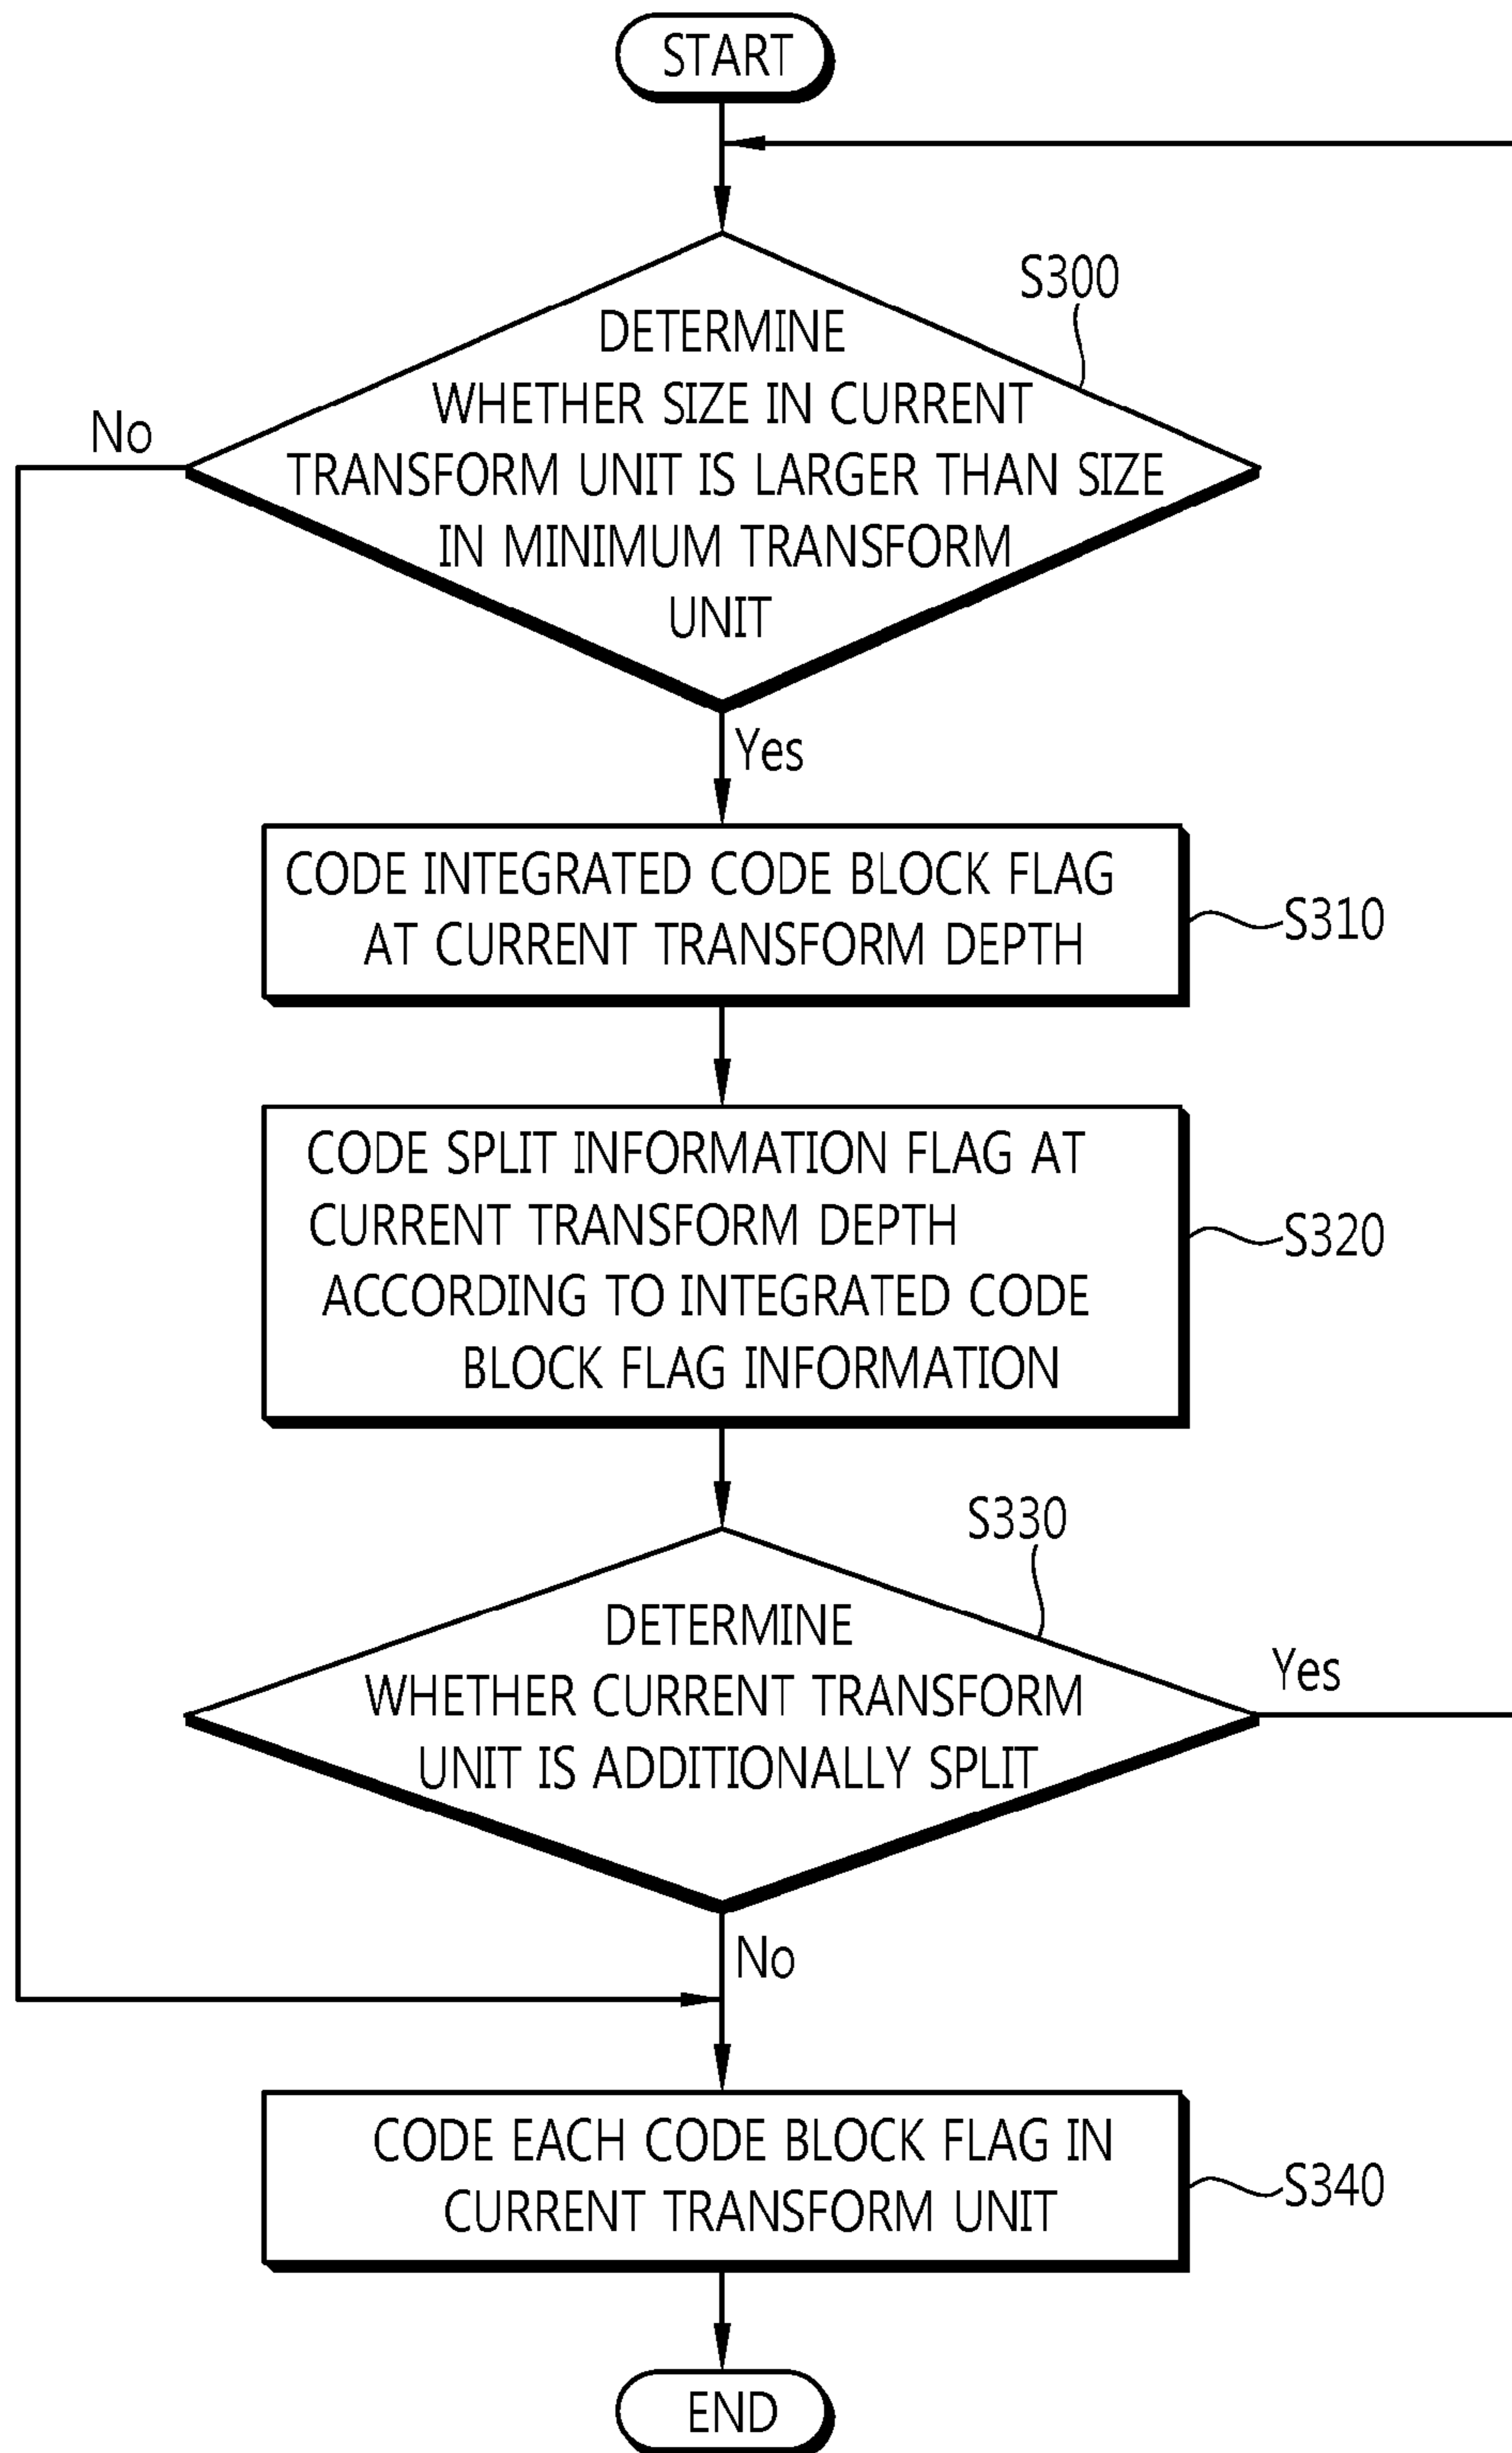 START
S300
DETERMINE
WHETHER SIZE IN CURRENT
TRANSFORM UNIT IS LARGER THAN SIZE
IN MINIMUM TRANSFORM
UNIT
No
Yes
CODE INTEGRATED CODE BLOCK FLAG
AT CURRENT TRANSFORM DEPTH
S310
CODE SPLIT INFORMATION FLAG AT
CURRENT TRANSFORM DEPTH
ACCORDING TO INTEGRATED CODE
BLOCK FLAG INFORMATION
S320
S330
DETERMINE
WHETHER CURRENT TRANSFORM
UNIT IS ADDITIONALLY SPLIT
Yes
No
CODE EACH CODE BLOCK FLAG IN
CURRENT TRANSFORM UNIT
S340
END